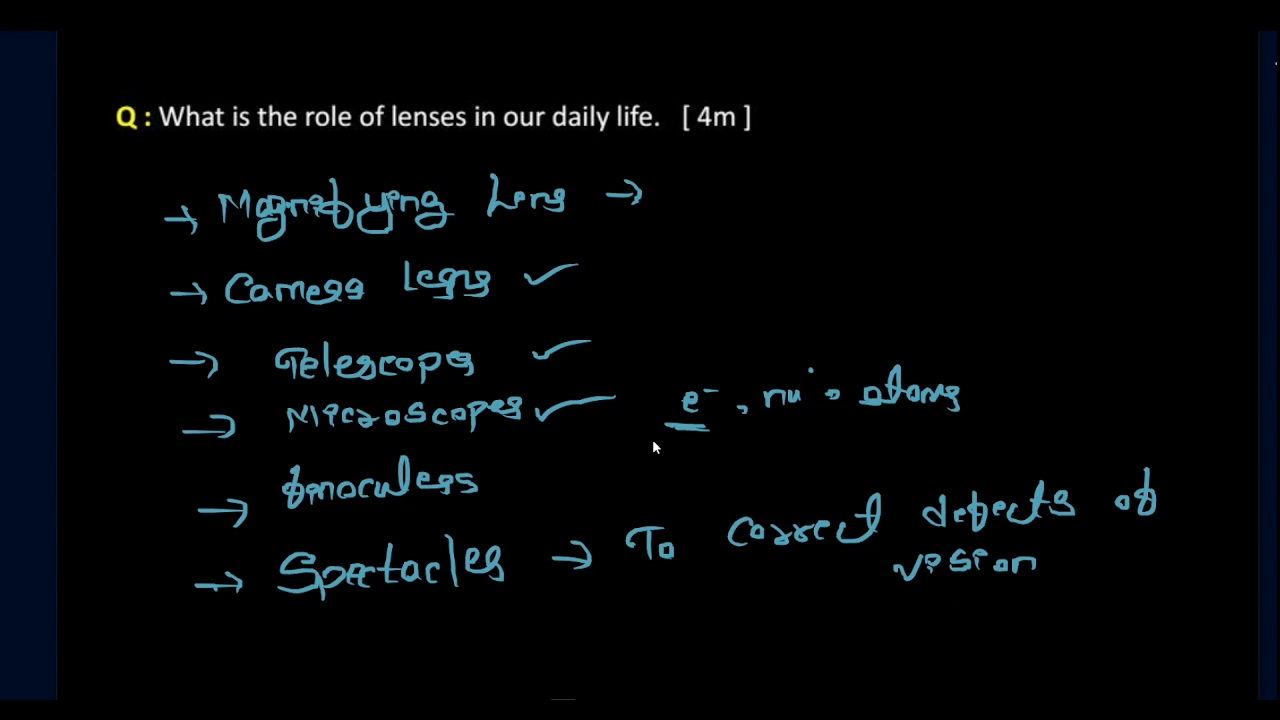 Q : What is the role of lenses in our daily life. [ 4m ]
→ Magnifying Lens →
→ Camera Lens ✓
→ Telescopes ✓
→ Microscopes ✓ e⁻, nu˙, atoms
→ binoculars
→ Spectacles → To correct defects of
vision